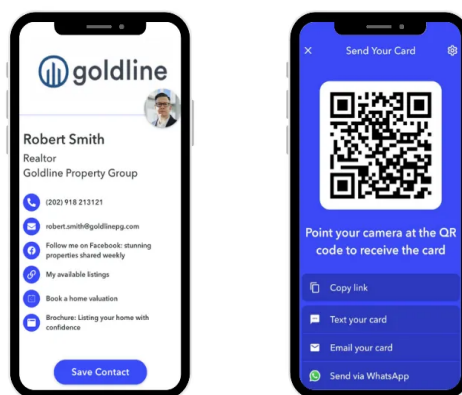 goldline
Robert Smith
Realtor
Goldline Property Group
(202) 918 213121
robert.smith@goldlinepg.com
Follow me on Facebook: stunning
properties shared weekly
My available listings
Book a home valuation
Brochure: Listing your home with
confidence
Save Contact
Send Your Card
Point your camera at the QR
code to receive the card
Copy link
Text your card
Email your card
Send via WhatsApp